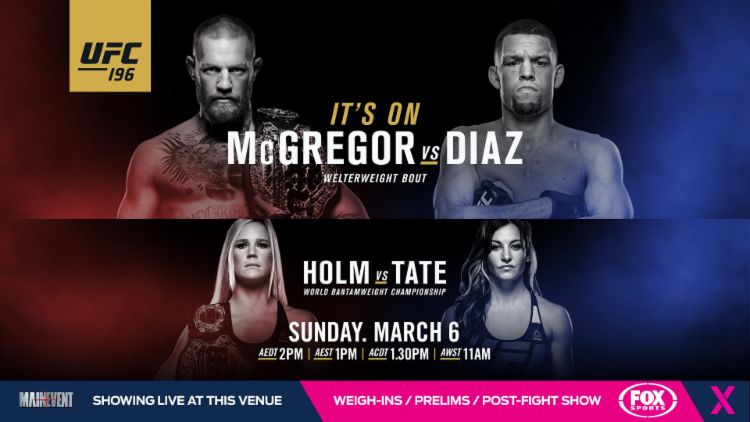 UFC
196
IT'S ON
McGREGOR VS DIAZ
WELTERWEIGHT BOUT
HOLM VS TATE
WORLD BANTAMWEIGHT CHAMPIONSHIP
SUNDAY. MARCH 6
AEDT 2PM | AEST 1PM | ACDT 1.30PM | AWST 11AM
MAIN EVENT SHOWING LIVE AT THIS VENUE WEIGH-INS / PRELIMS / POST-FIGHT SHOW FOX SPORTS X